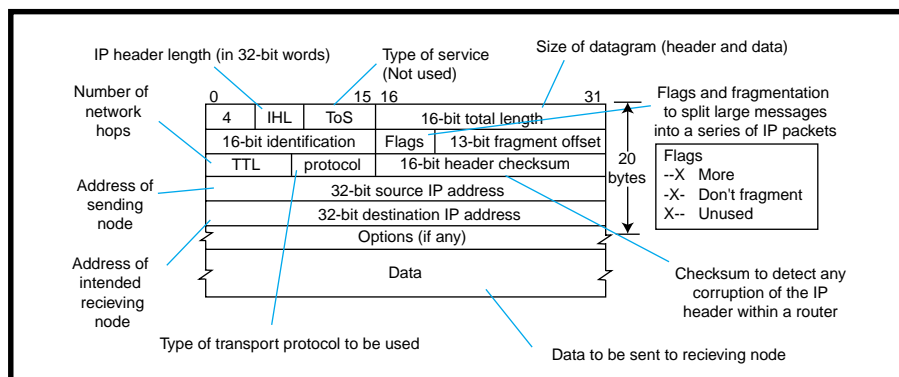 IP header length (in 32-bit words)
Type of service
(Not used)
Size of datagram (header and data)
Number of
network
hops
0
15
16
31
Flags and fragmentation
to split large messages
into a series of IP packets
4
IHL
ToS
16-bit total length
16-bit identification
Flags
13-bit fragment offset
20
bytes
TTL
protocol
16-bit header checksum
Flags
--X More
-X- Don't fragment
X-- Unused
Address of
sending
node
32-bit source IP address
32-bit destination IP address
Options (if any)
Address of
intended
recieving
node
Data
Checksum to detect any
corruption of the IP
header within a router
Type of transport protocol to be used
Data to be sent to recieving node